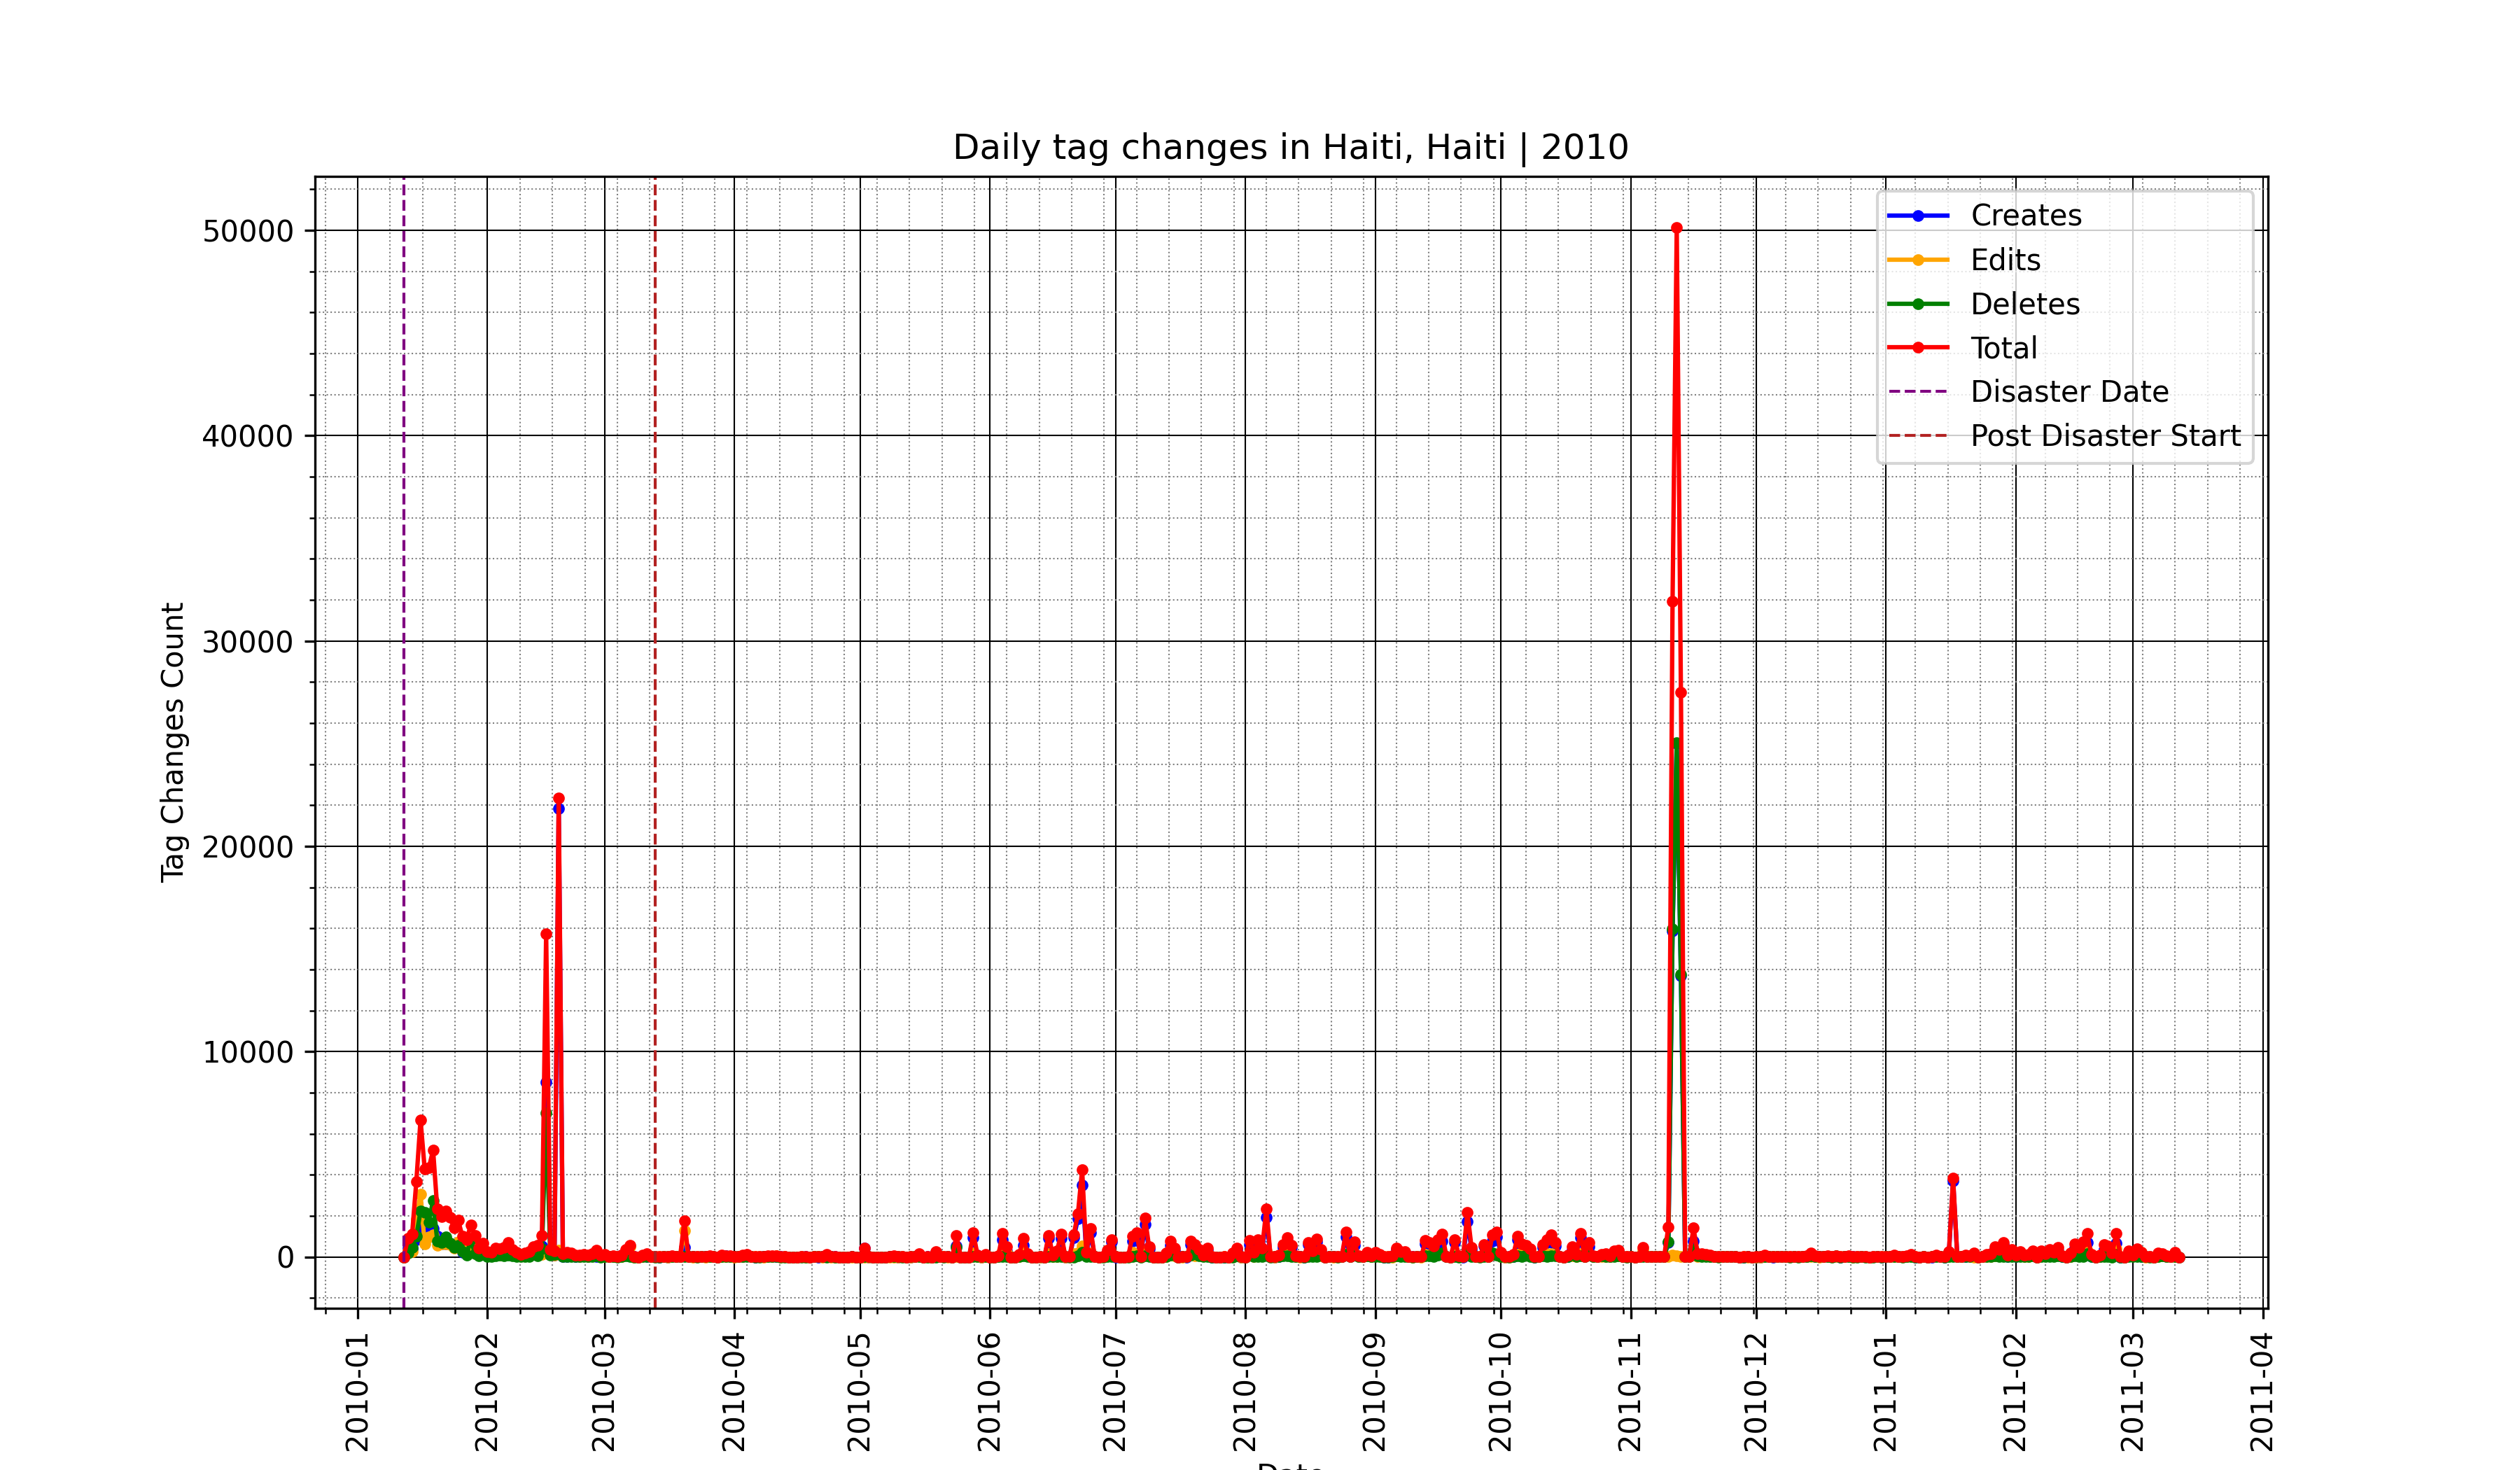 Daily tag changes in Haiti, Haiti | 2010
Creates
Edits
Deletes
Total
Disaster Date
Post Disaster Start
Tag Changes Count
50000
40000
30000
20000
10000
0
2010-01
2010-02
2010-03
2010-04
2010-05
2010-06
2010-07
2010-08
2010-09
2010-10
2010-11
2010-12
2011-01
2011-02
2011-03
2011-04
Date